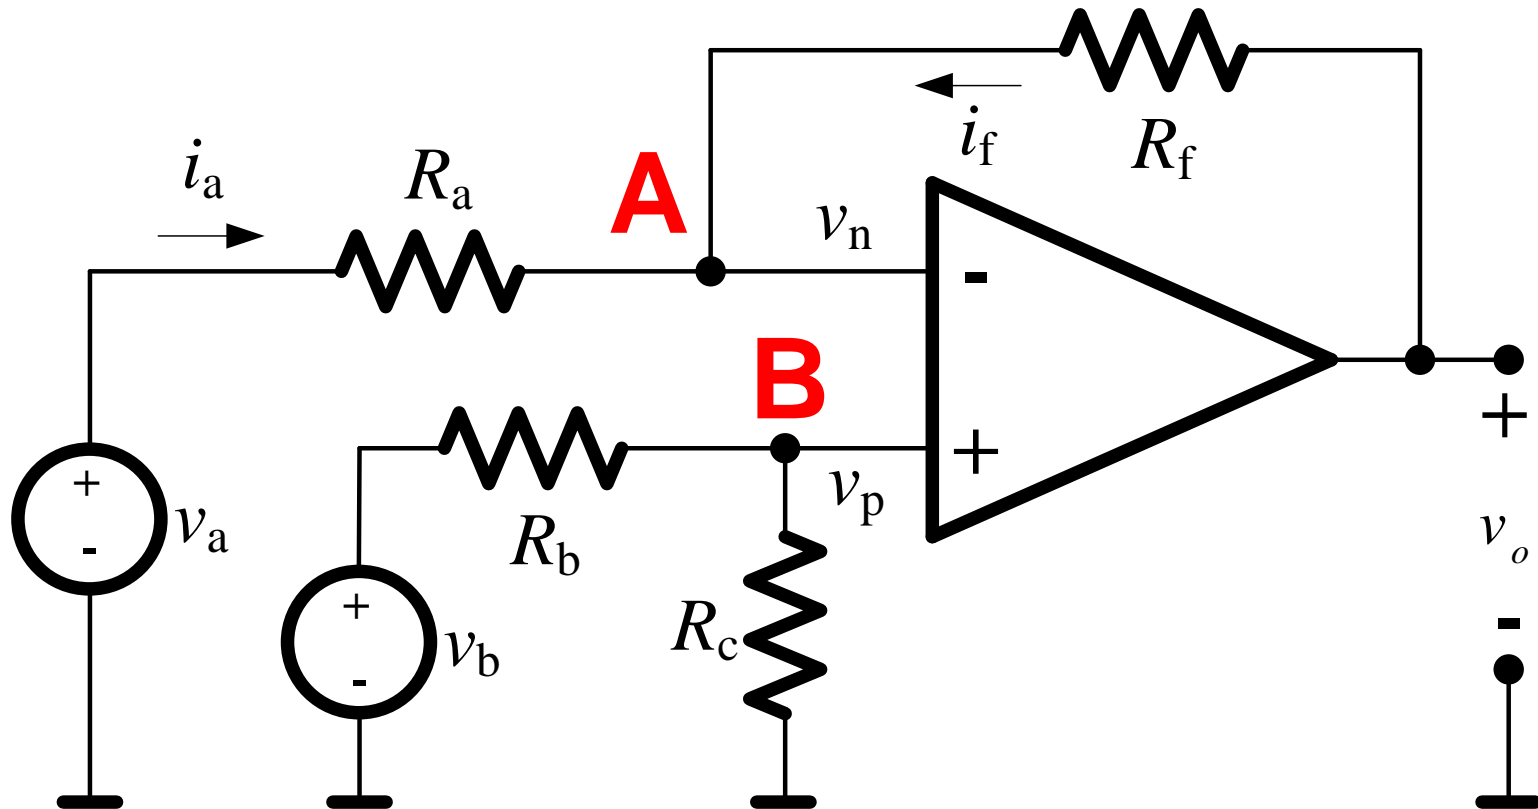 i_f
R_f
i_a
R_a
A
v_n
-
B
+
v_p
+
+
-
v_a
R_b
v_o
+
-
v_b
R_c
-